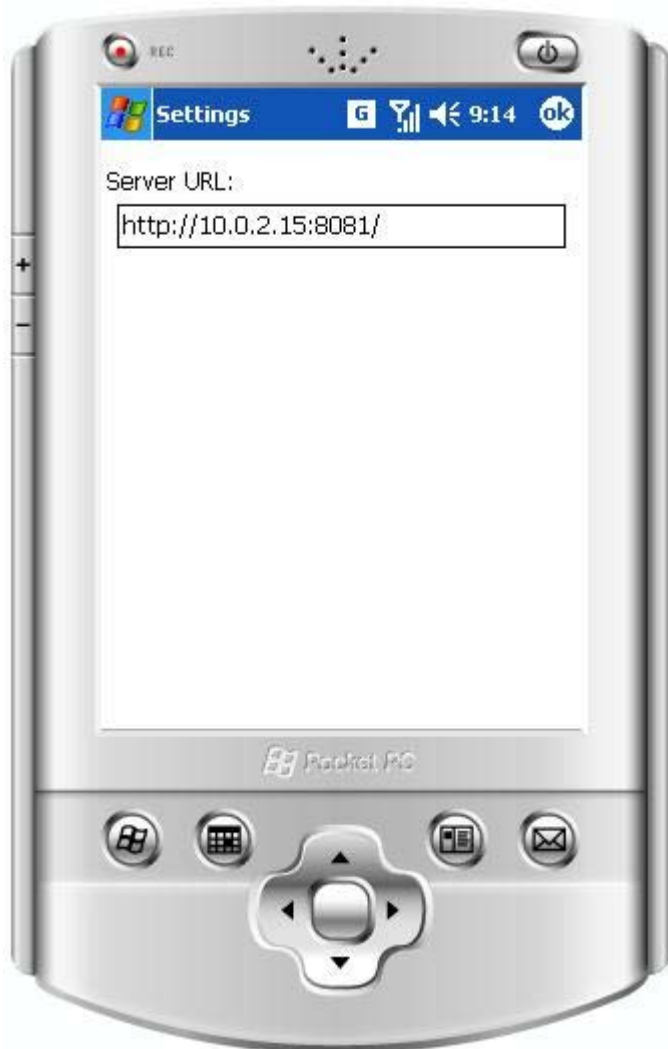 REC
Settings G 9:14 ok
Server URL:
http://10.0.2.15:8081/
+
−
Pocket PC